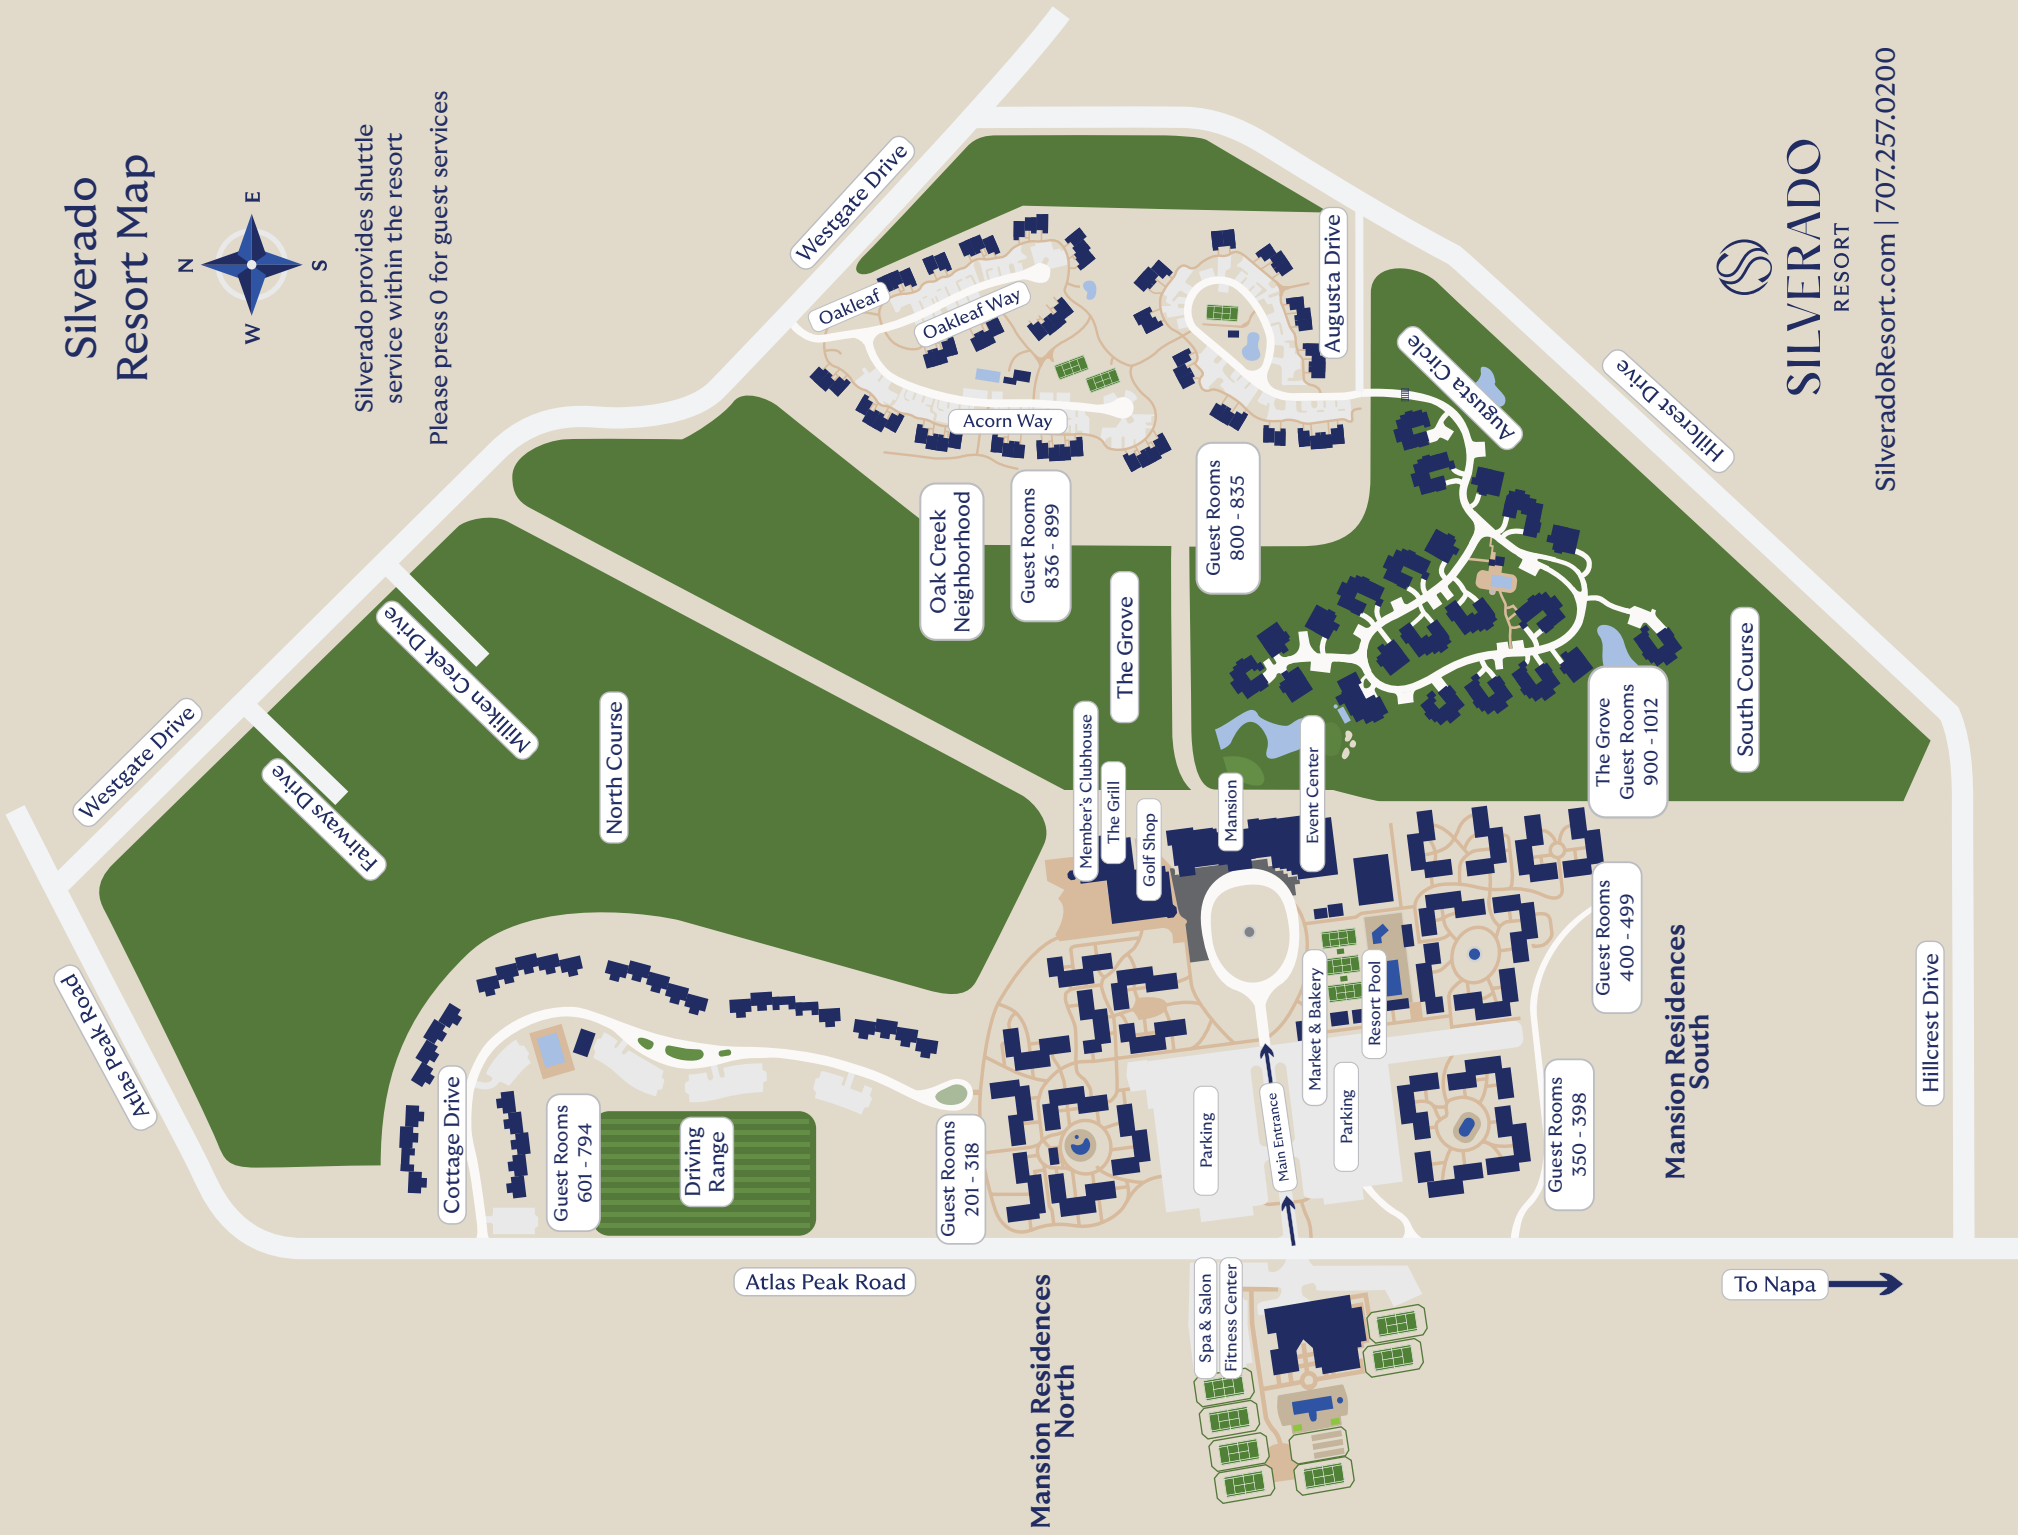 Silverado
Resort Map
N
E
S
W
Silverado provides shuttle
service within the resort
Please press 0 for guest services
Westgate Drive
Oakleaf
Oakleaf Way
Acorn Way
Augusta Drive
Augusta Circle
Hillcrest Drive
SILVERADO
RESORT
SilveradoResort.com | 707.257.0200
Oak Creek
Neighborhood
Guest Rooms
836 - 899
Guest Rooms
800 - 835
The Grove
Milliken Creek Drive
Fairways Drive
Westgate Drive
North Course
Atlas Peak Road
Member's Clubhouse
The Grill
Golf Shop
Mansion
Event Center
The Grove
Guest Rooms
900 - 1012
South Course
Guest Rooms
400 - 499
Mansion Residences
South
Hillcrest Drive
Market & Bakery
Resort Pool
Parking
Main Entrance
Parking
Guest Rooms
350 - 398
Cottage Drive
Guest Rooms
601 - 794
Driving
Range
Guest Rooms
201 - 318
Atlas Peak Road
Mansion Residences
North
Spa & Salon
Fitness Center
To Napa